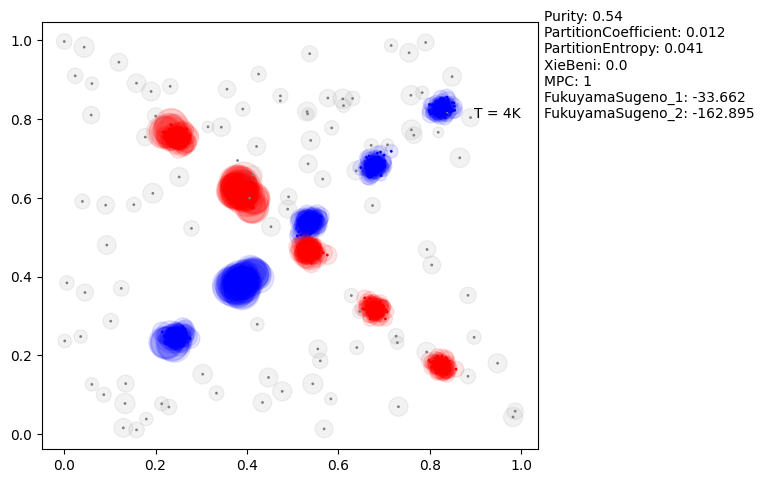 Purity: 0.54
PartitionCoefficient: 0.012
PartitionEntropy: 0.041
XieBeni: 0.0
MPC: 1
FukuyamaSugeno_1: -33.662
FukuyamaSugeno_2: -162.895
T = 4K
1.0
0.8
0.6
0.4
0.2
0.0
0.0 0.2 0.4 0.6 0.8 1.0